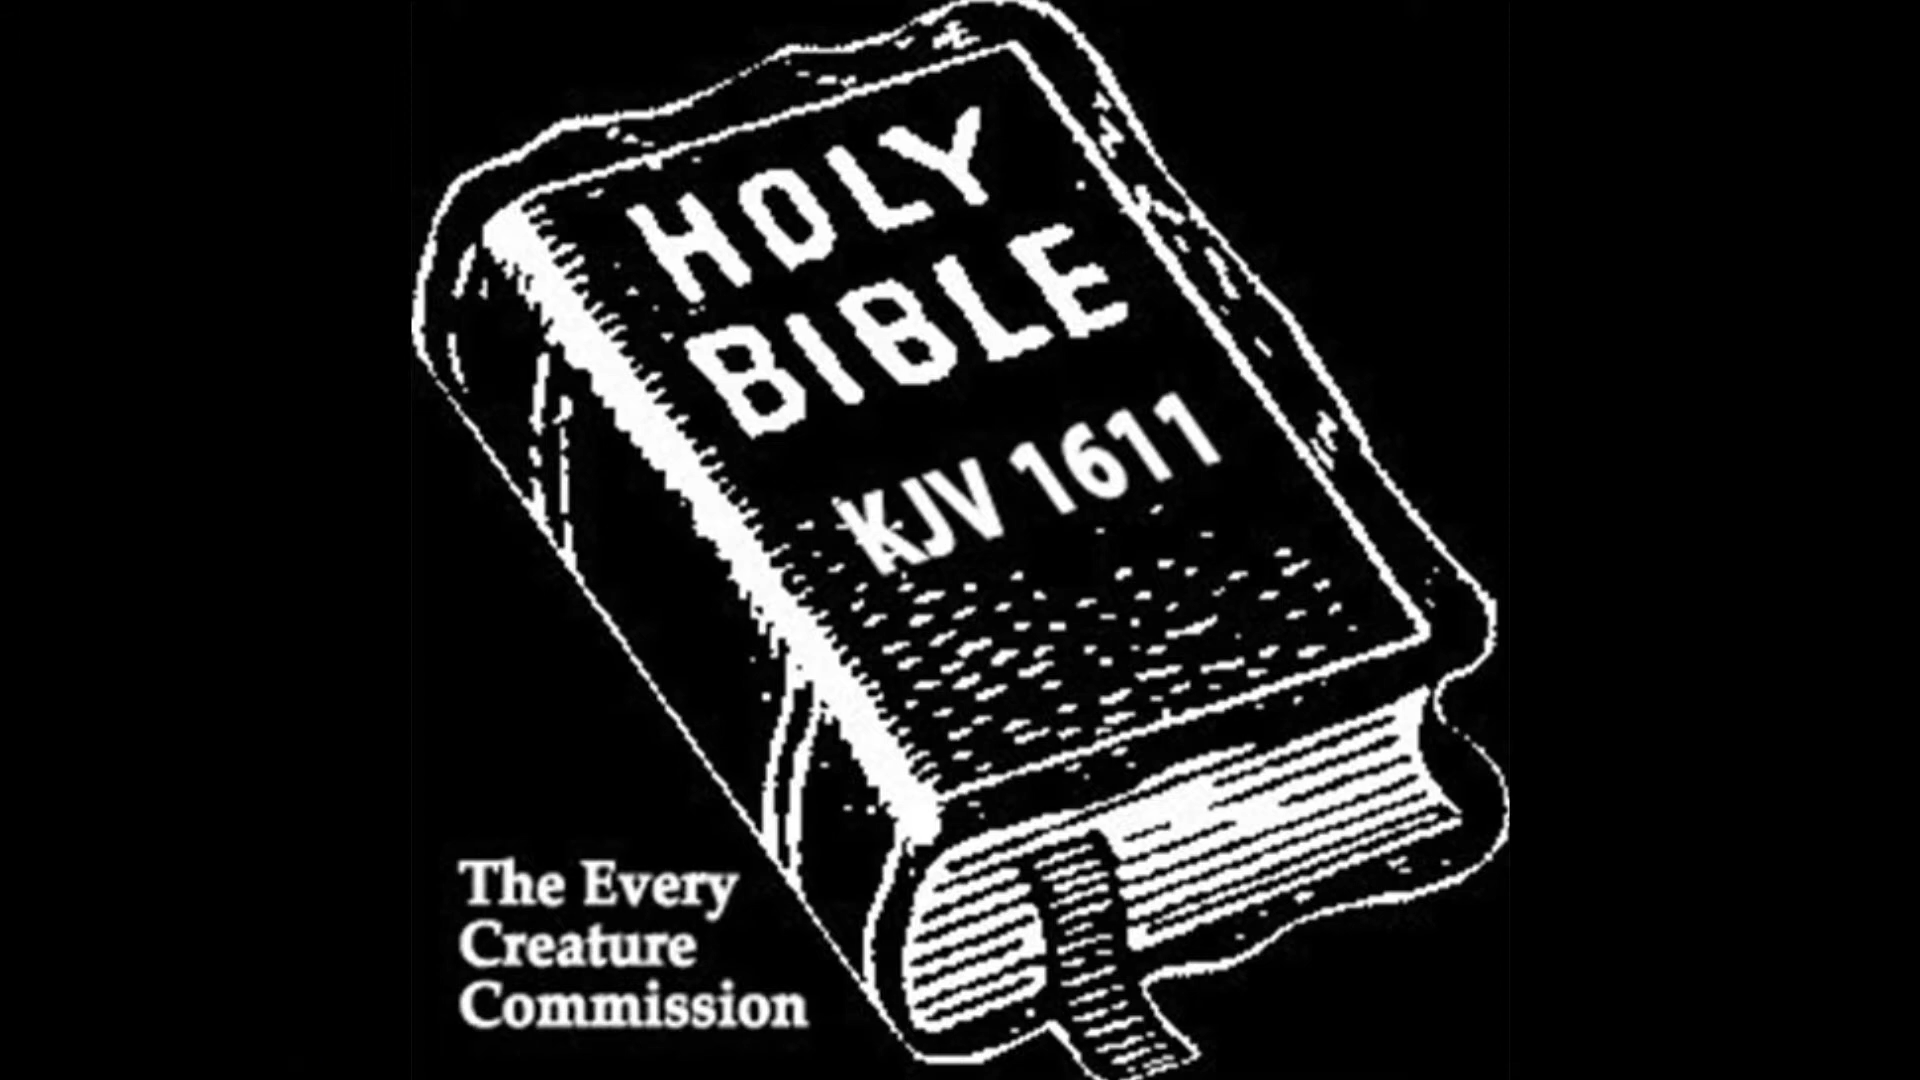 HOLY
BIBLE
KJV 1611
The Every
Creature
Commission